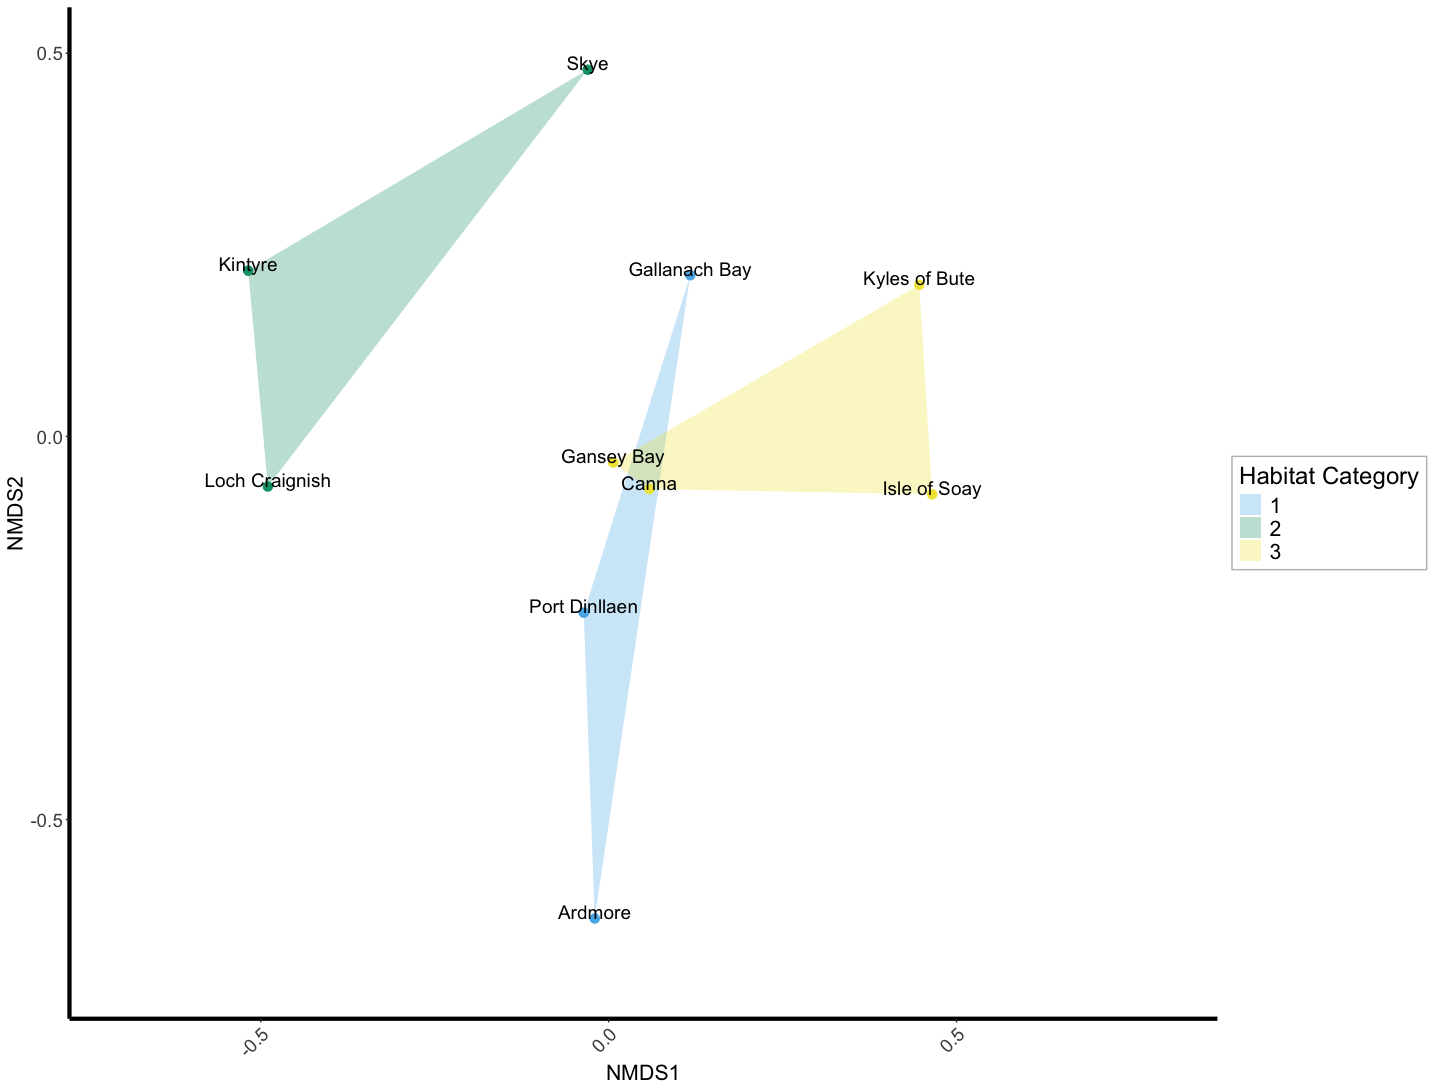 0.5
Skye
Kintyre
Gallanach Bay
Kyles of Bute
0.0
Gansey Bay
Loch Craignish
Canna
Isle of Soay
NMDS2
Habitat Category
1
2
3
Port Dinllaen
-0.5
Ardmore
-0.5
0.0
0.5
NMDS1